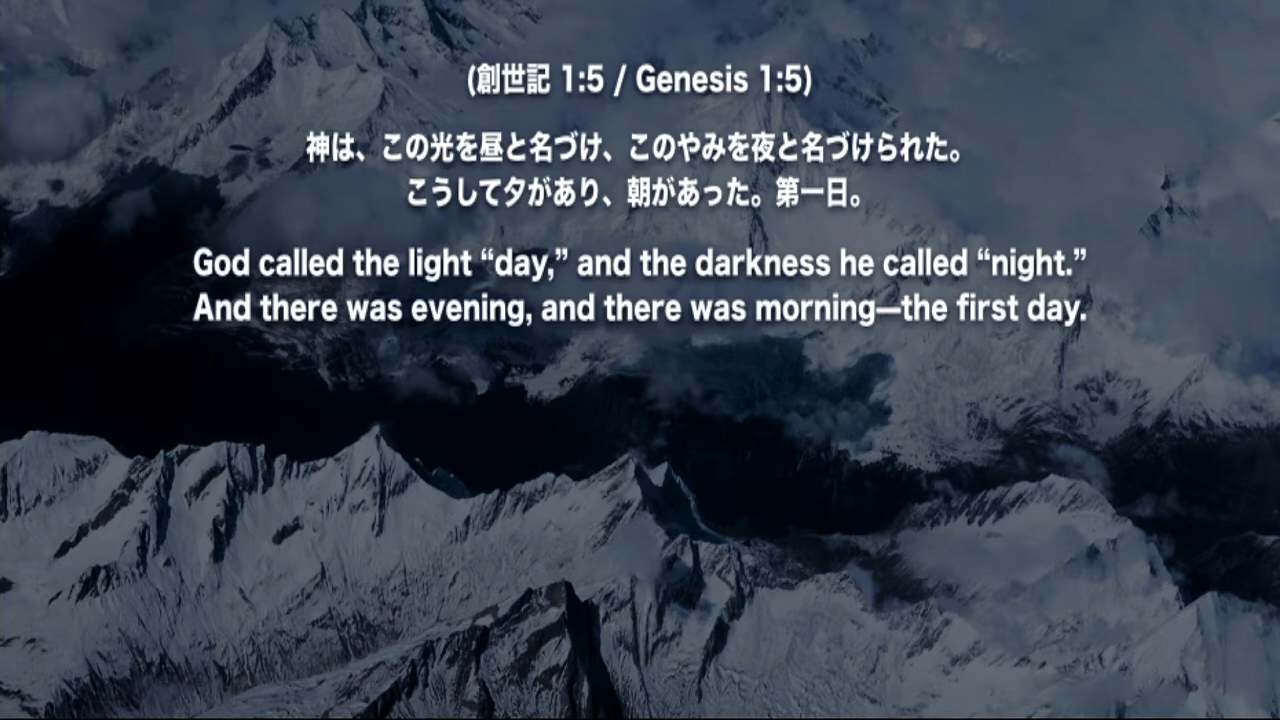 (創世記 1:5 / Genesis 1:5)
神は、この光を昼と名づけ、このやみを夜と名づけられた。
こうして夕があり、朝があった。第一日。
God called the light “day,” and the darkness he called “night.”
And there was evening, and there was morning—the first day.